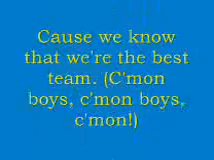 Cause we know
that we're the best
team. (C'mon
boys, c'mon boys,
c'mon!)